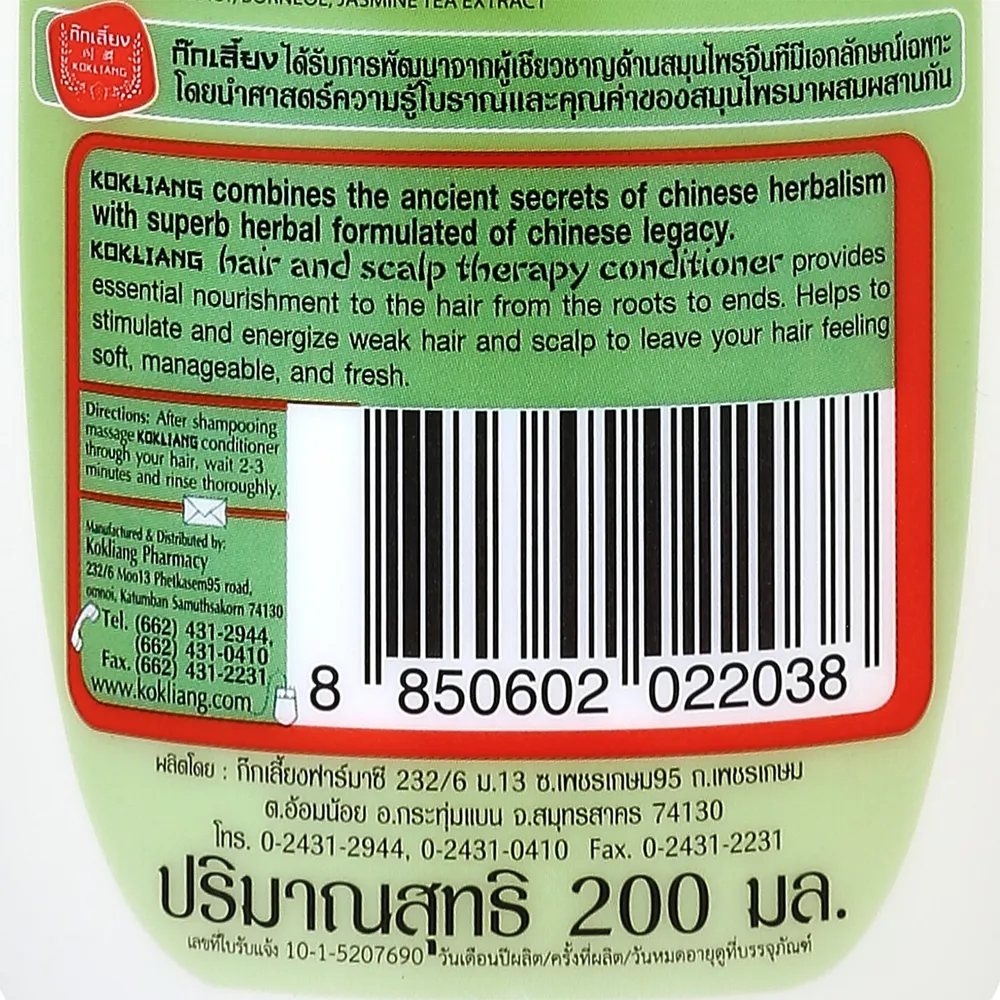 JASMINE TEA EXTRACT
ก๊กเลี้ยง
KOKLIANG
ก๊กเลี้ยงได้รับการพัฒนาจากผู้เชี่ยวชาญด้านสมุนไพรจีนที่มีเอกลักษณ์เฉพาะ
โดยนำศาสตร์ความรู้โบราณและคุณค่าของสมุนไพรมาผสมผสานกัน
KOKLIANG combines the ancient secrets of chinese herbalism
with superb herbal formulated of chinese legacy.
KOKLIANG hair and scalp therapy conditioner provides
essential nourishment to the hair from the roots to ends. Helps to
stimulate and energize weak hair and scalp to leave your hair feeling
soft, manageable, and fresh.
Directions: After shampooing
massage KOKLIANG conditioner
through your hair, wait 2-3
minutes and rinse thoroughly.
Manufactured & Distributed by:
Kokliang Pharmacy
232/6 Moo13 Phetkasem95 road,
omnoi, Katumban Samuthsakorn 74130
Tel. (662) 431-2944,
(662) 431-0410
Fax. (662) 431-2231
www.kokliang.com
8 850602 022038
ผลิตโดย : ก๊กเลี้ยงฟาร์มาซี 232/6 ม.13 ซ.เพชรเกษม95 ถ.เพชรเกษม
ต.อ้อมน้อย อ.กระทุ่มแบน จ.สมุทรสาคร 74130
โทร. 0-2431-2944, 0-2431-0410 Fax. 0-2431-2231
ปริมาณสุทธิ 200 มล.
เลขที่ใบรับแจ้ง 10-1-5207690 วันเดือนปีผลิต/ครั้งที่ผลิต/วันหมดอายุดูที่บรรจุภัณฑ์